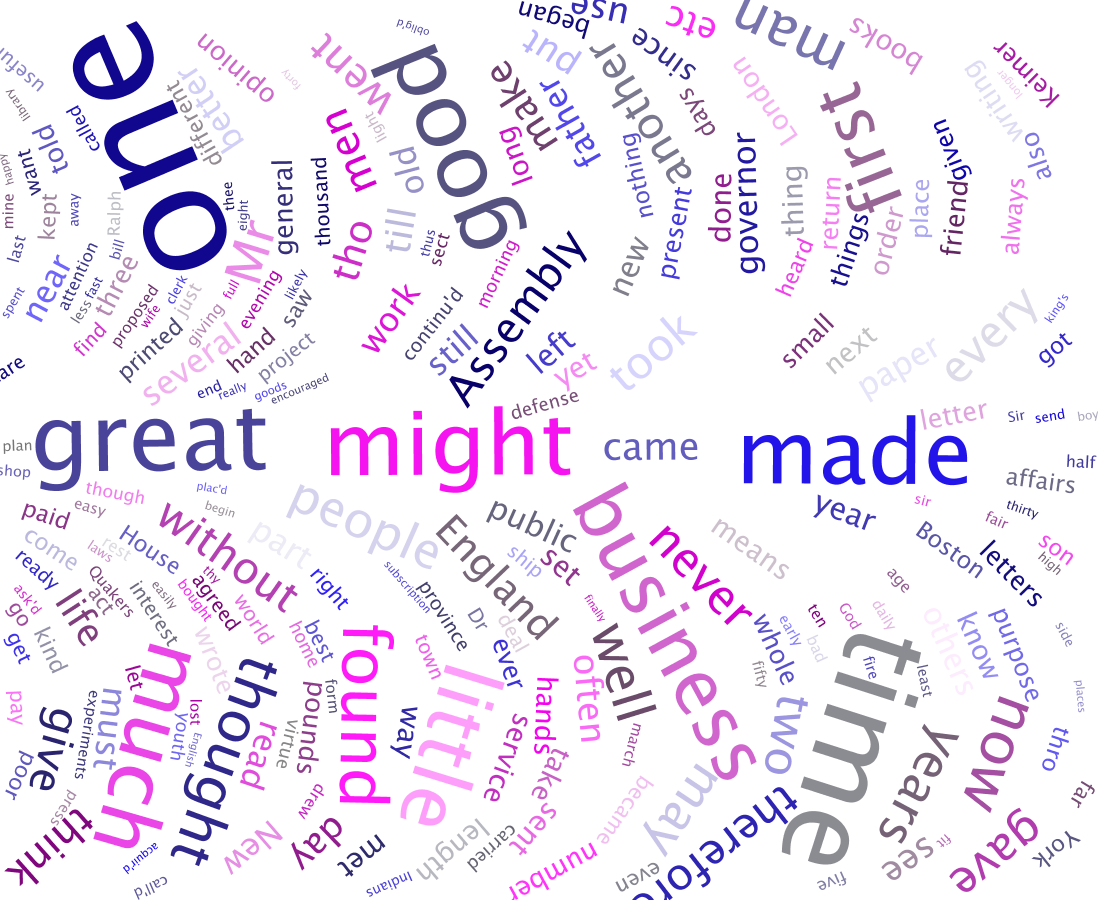 one
good
man
use
began
etc
books
put
since
another
oblig'd
went
opinion
forty
useful
library
better
different
called
told
want
happy
mine
kept
away
last
Ralph
bill
near
attention
less
fast
three
spent
find
proposed
wife
clerk
just
printed
giving
several
full
evening
Mr
thee
eight
general
thousand
likely
saw
hand
project
end
really
goods
encouraged
men
light
old
till
tho
thus
sect
make
long
father
work
continu'd
morning
still
Assembly
left
yet
took
defense
nothing
days
London
present
new
done
governor
thing
heard
return
first
things
order
place
friend
given
writing
longer
Keimer
also
always
small
next
paper
every
king's
got
great
might
came
made
letter
Sir
send
boy
plan
shop
half
affairs
are
though
plac'd
begin
easy
paid
come
laws
rest
House
without
part
people
public
England
ship
set
business
never
means
year
sir
thirty
fair
son
high
Boston
letters
age
ready
ask'd
go
get
kind
life
Quakers
act
interest
easily
bought
thy
agreed
world
right
home
best
subscription
province
Dr
deal
ever
finally
well
often
whole
early
ten
bad
God
daily
fifty
fire
least
others
know
purpose
side
places
wrote
much
let
lost
youth
English
must
experiments
give
pay
poor
press
think
acquir'd
call'd
thought
read
virtue
pounds
form
found
town
little
way
hands
service
take
sent
march
became
may
two
time
years
now
thro
far
York
gave
see
fit
five
therefore
even
number
carried
length
Indians
met
day
drew
New